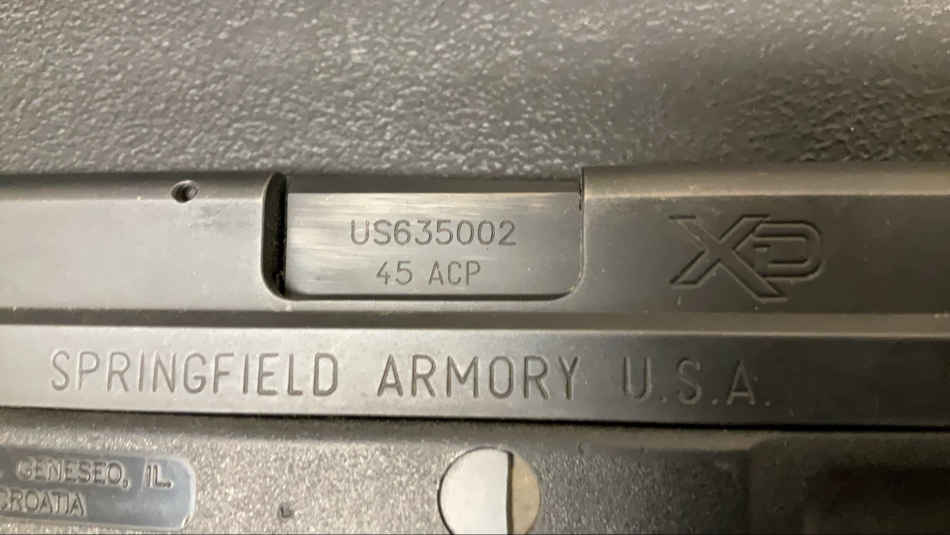 US635002
45 ACP
XD
SPRINGFIELD ARMORY U.S.A.
GENESEO, IL.
CROATIA